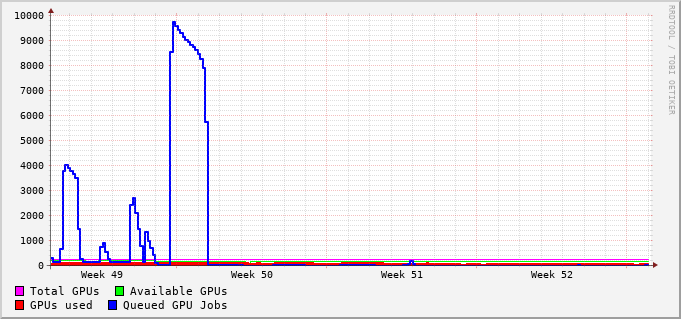 10000
9000
8000
7000
6000
5000
4000
3000
2000
1000
0
Week 49 Week 50 Week 51 Week 52
Total GPUs Available GPUs
GPUs used Queued GPU Jobs
RRDTOOL / TOBI OETIKER